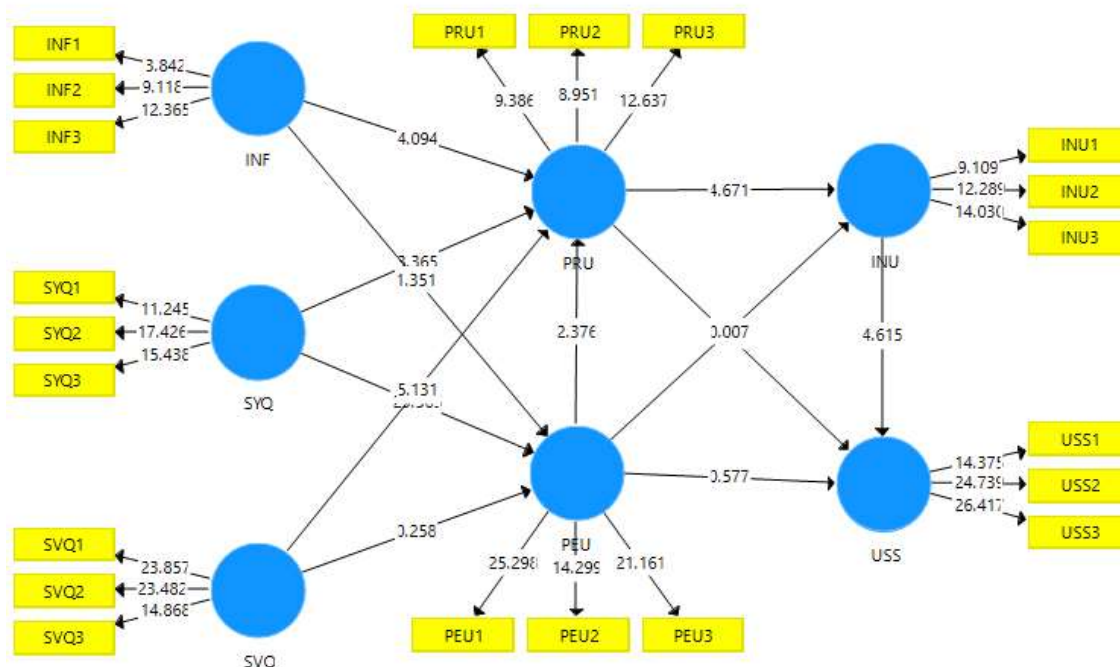 PRU1 PRU2 PRU3
INF1
INF2
INF3
3.842
9.118
12.365
INF
9.386 8.951 12.637
4.094
PRU
4.671
INU1
INU2
INU3
9.109
12.289
14.030
INU
3.365
1.351
SYQ1
SYQ2
SYQ3
11.245
17.426
15.438
SYQ
2.376
0.007
4.615
5.131
0.258
0.577
PEU
USS1
USS2
USS3
14.375
24.739
26.417
USS
SVQ1
SVQ2
SVQ3
23.857
23.482
14.868
SVQ
25.298 14.299 21.161
PEU1 PEU2 PEU3